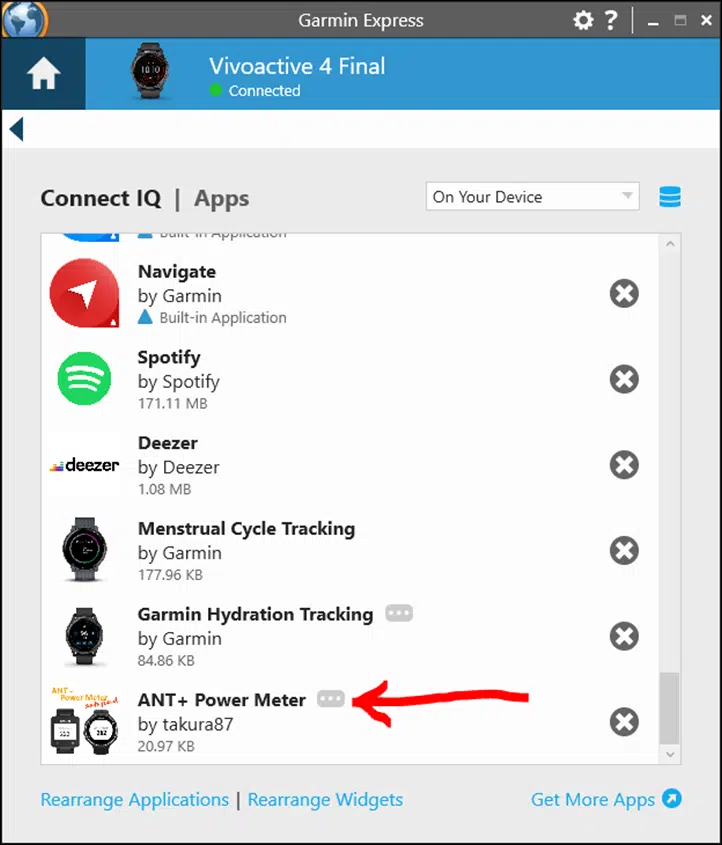 Garmin Express
?
Vivoactive 4 Final
Connected
Connect IQ | Apps
On Your Device
Built-in Application
Navigate
by Garmin
Built-in Application
Spotify
by Spotify
171.11 MB
deezer
Deezer
by Deezer
1.08 MB
Menstrual Cycle Tracking
by Garmin
177.96 KB
Garmin Hydration Tracking
by Garmin
84.86 KB
ANT+
Power Meter
ANT+ Power Meter
by takura87
20.97 KB
Rearrange Applications | Rearrange Widgets
Get More Apps